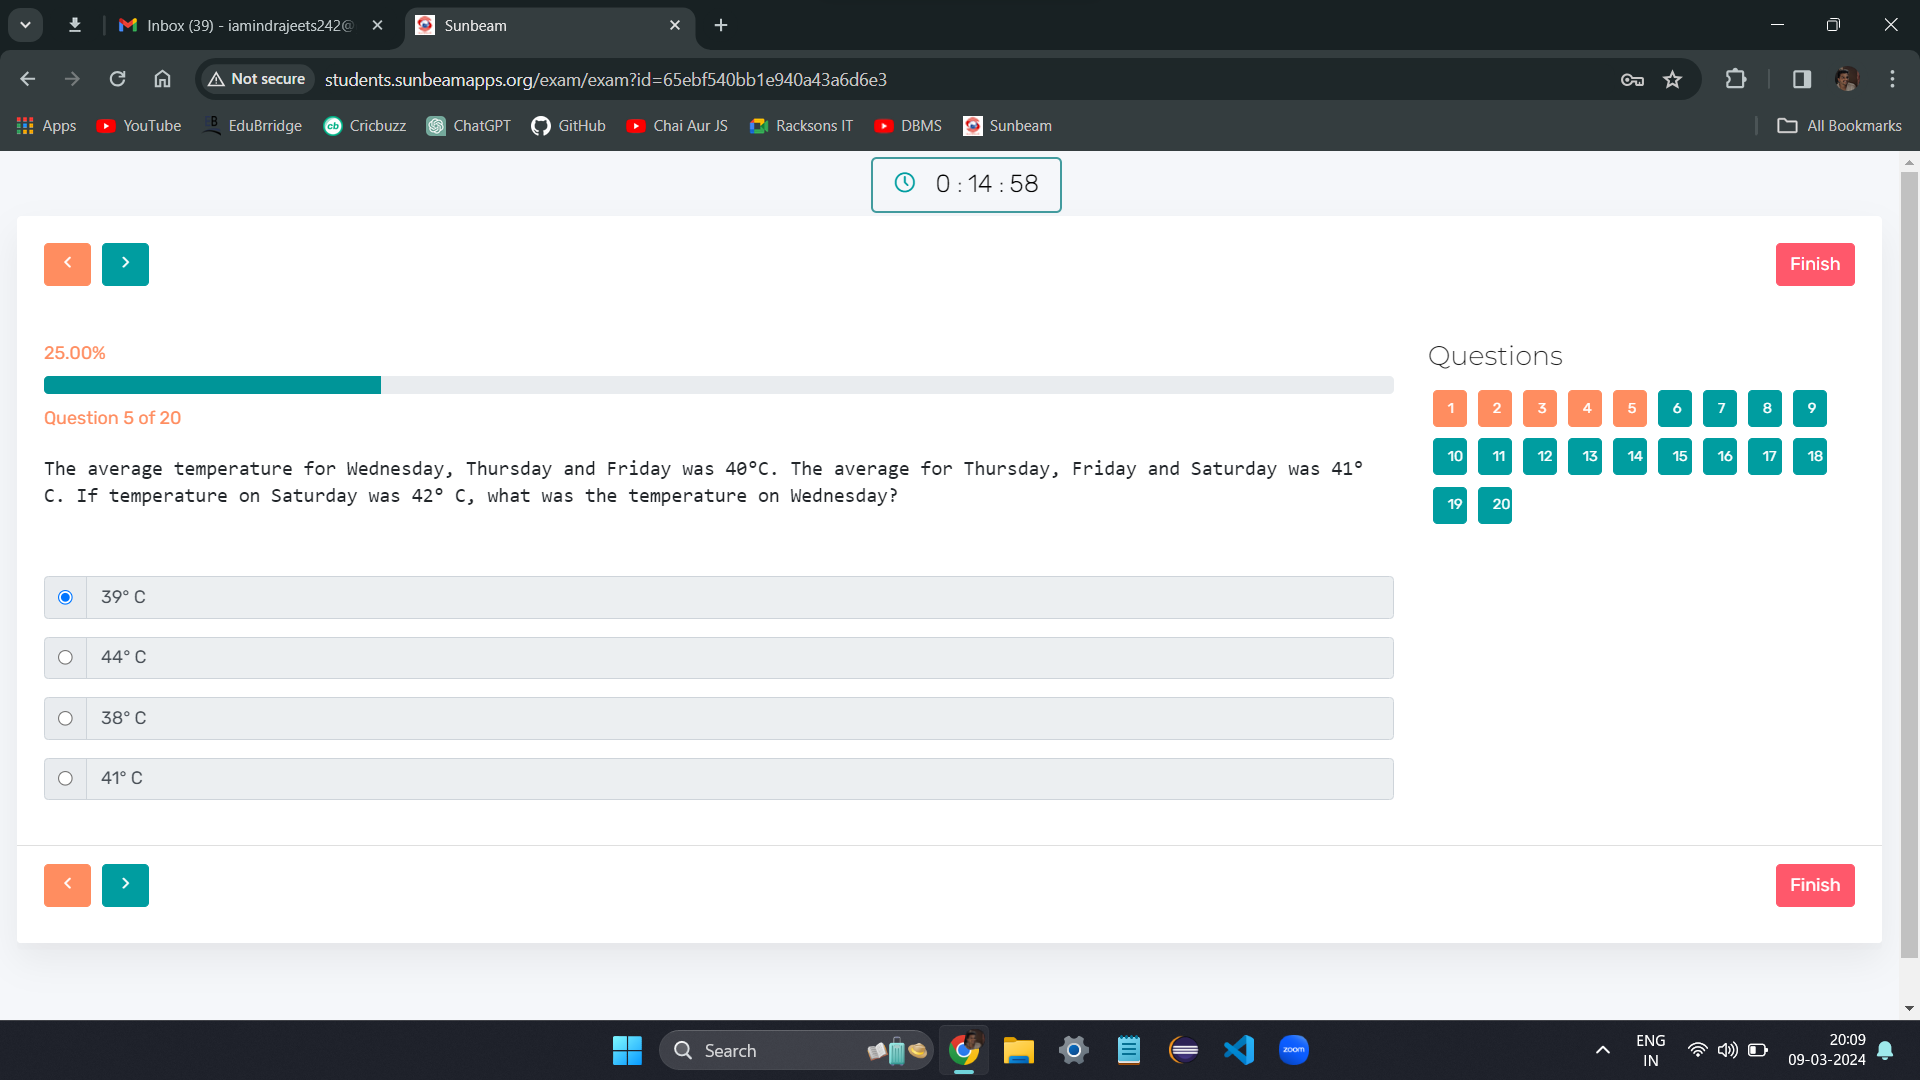 Inbox (39) - iamindrajeets242@
Sunbeam
Not secure
students.sunbeamapps.org/exam/exam?id=65ebf540bb1e940a43a6d6e3
Apps
YouTube
EduBrridge
Cricbuzz
ChatGPT
GitHub
Chai Aur JS
Racksons IT
DBMS
Sunbeam
All Bookmarks
0 : 14 : 58
Finish
25.00%
Question 5 of 20
The average temperature for Wednesday, Thursday and Friday was 40°C. The average for Thursday, Friday and Saturday was 41°
C. If temperature on Saturday was 42° C, what was the temperature on Wednesday?
39° C
44° C
38° C
41° C
Questions
1 2 3 4 5 6 7 8 9
10 11 12 13 14 15 16 17 18
19 20
Finish
Search
zoom
ENG
IN
20:09
09-03-2024